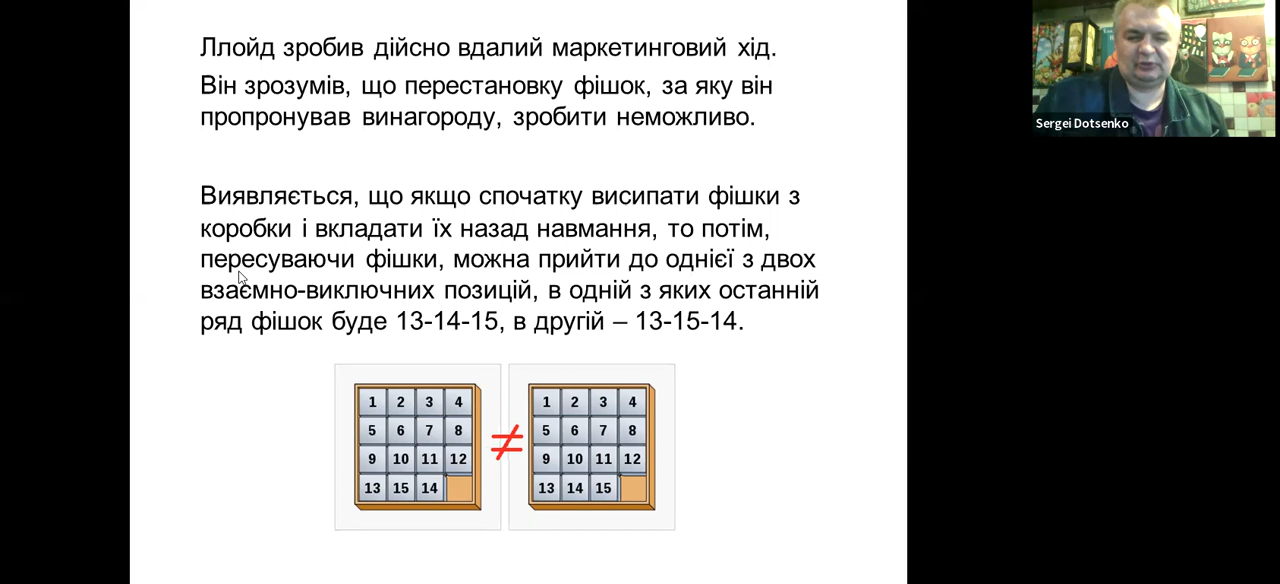 Ллойд зробив дійсно вдалий маркетинговий хід.
Він зрозумів, що перестановку фішок, за яку він
пропронував винагороду, зробити неможливо.
Виявляється, що якщо спочатку висипати фішки з
коробки і вкладати їх назад навмання, то потім,
пересуваючи фішки, можна прийти до однієї з двох
взаємно-виключних позицій, в одній з яких останній
ряд фішок буде 13-14-15, в другій – 13-15-14.
1 2 3 4
5 6 7 8
9 10 11 12
13 15 14
≠
1 2 3 4
5 6 7 8
9 10 11 12
13 14 15
Sergei Dotsenko